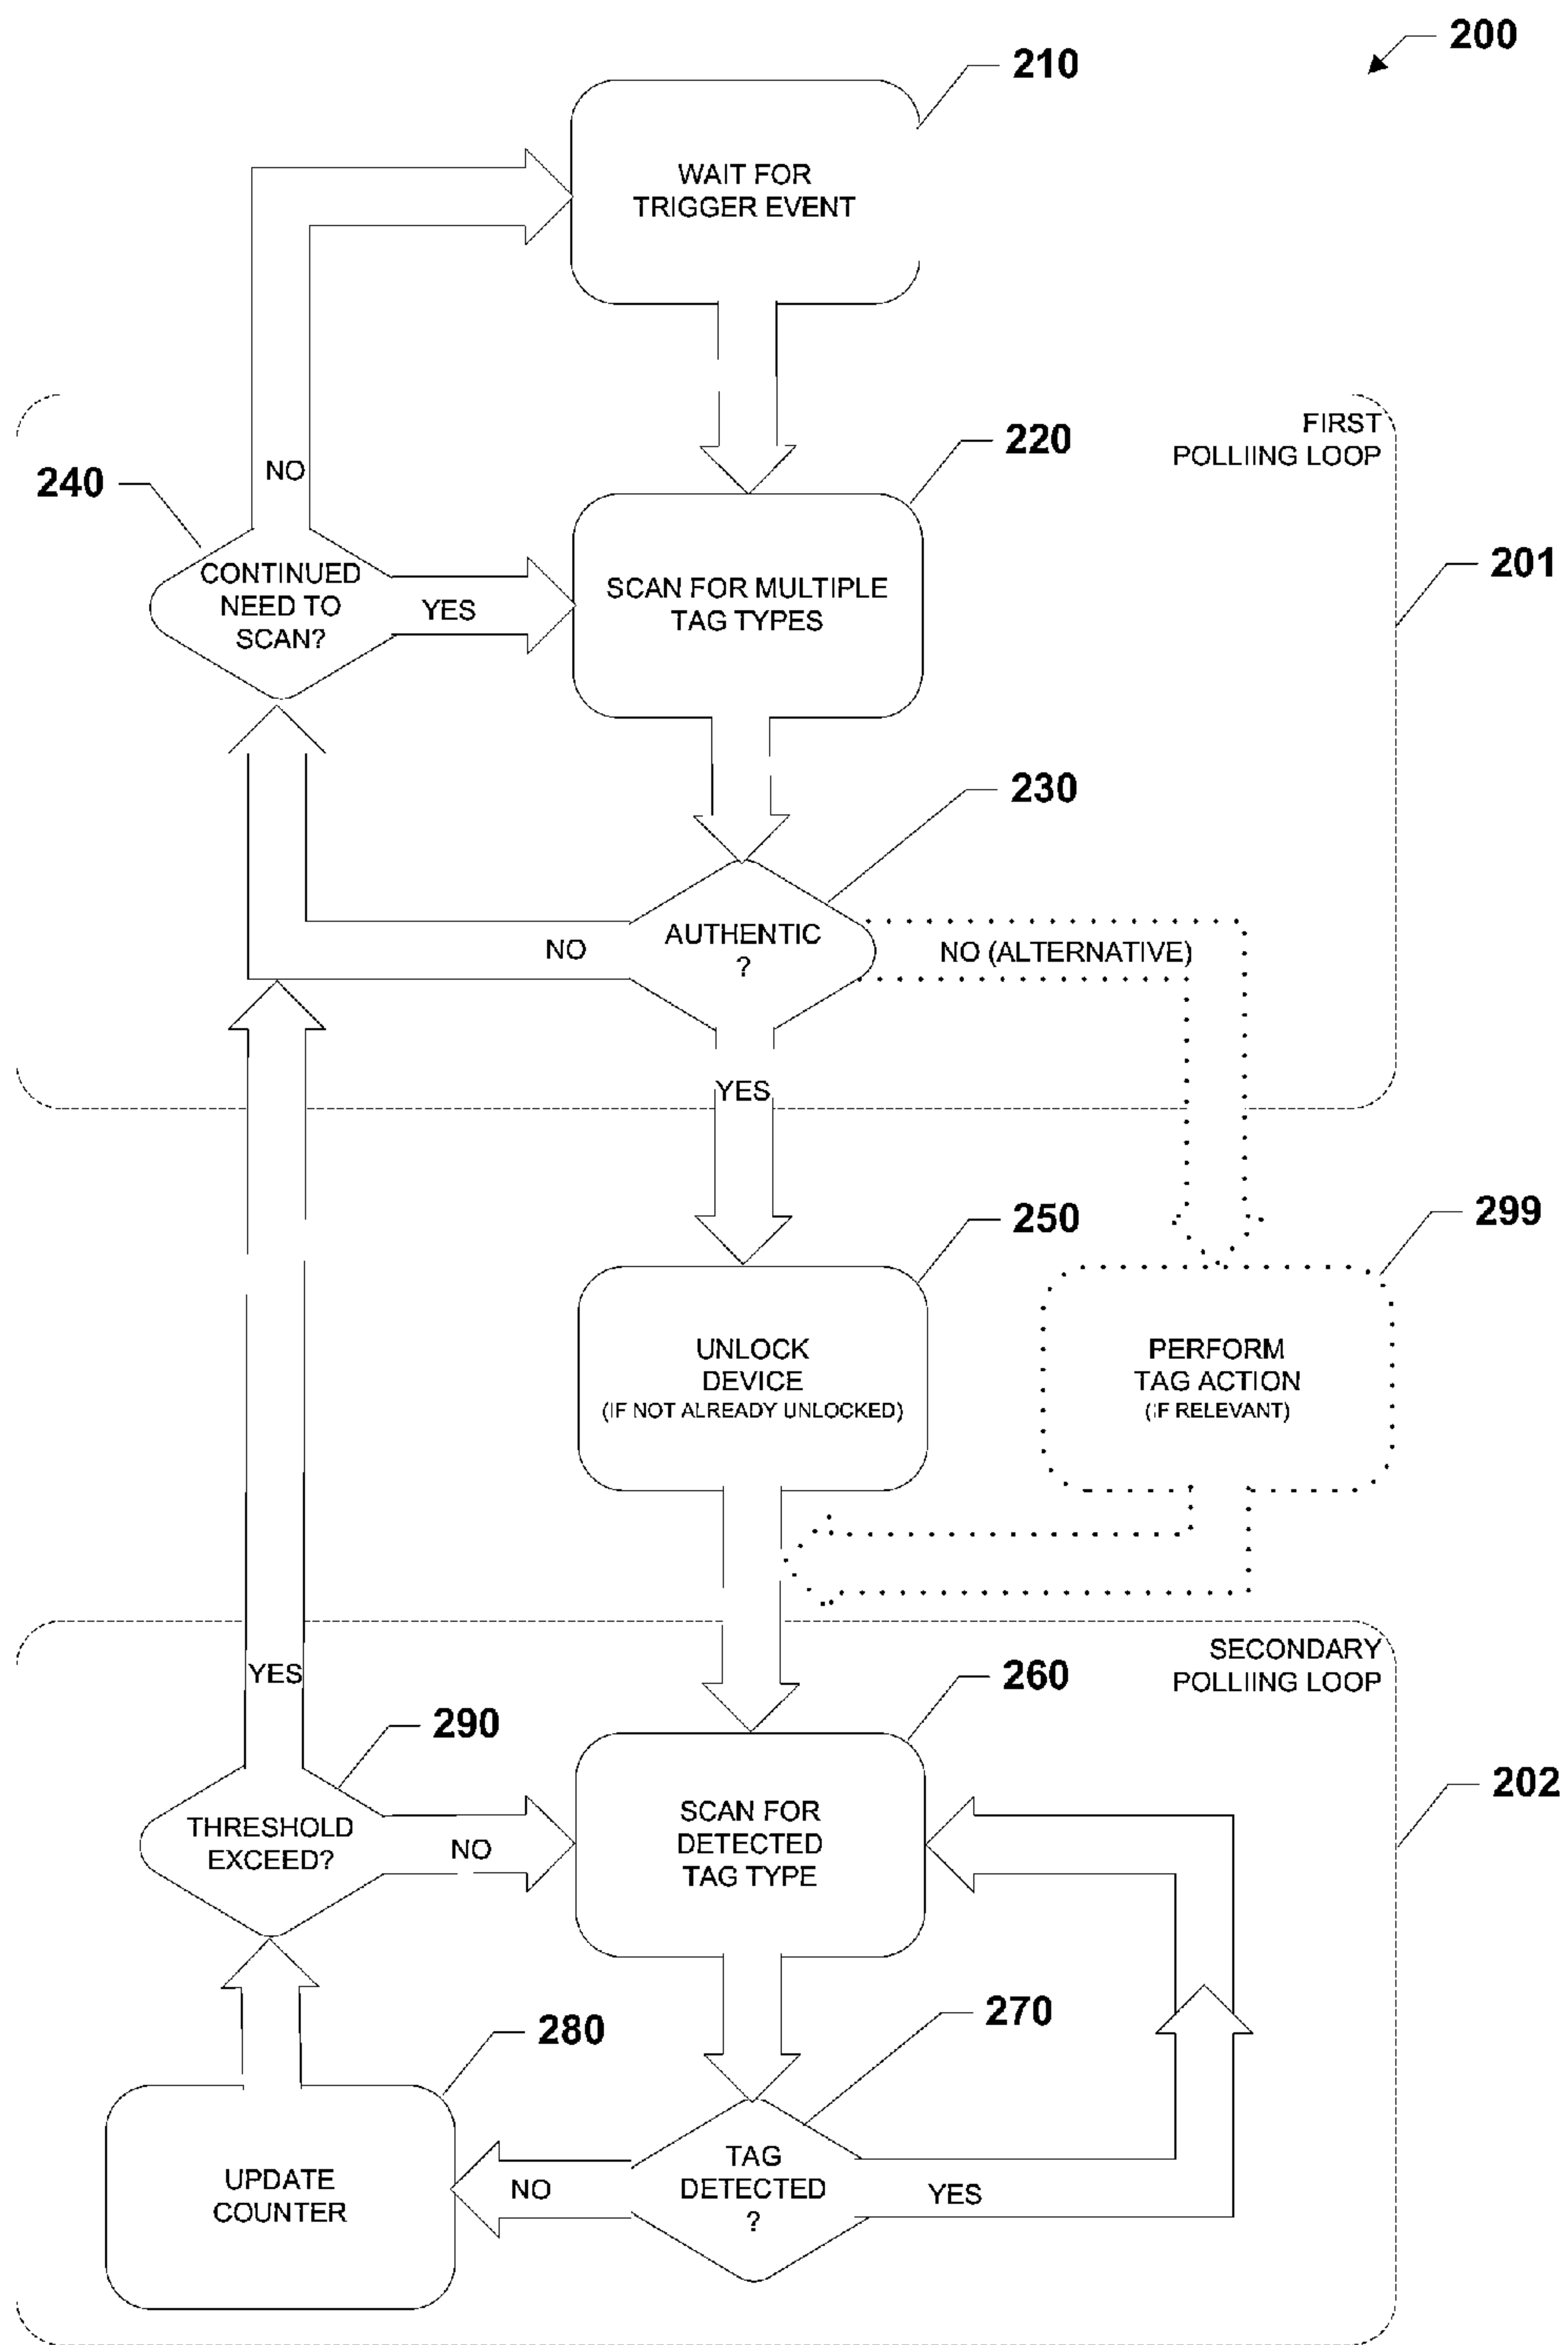 200
210
WAIT FOR
TRIGGER EVENT
FIRST
POLLIING LOOP
220
240
NO
201
CONTINUED
NEED TO
SCAN?
YES
SCAN FOR MULTIPLE
TAG TYPES
230
AUTHENTIC
?
NO
NO (ALTERNATIVE)
YES
250
299
UNLOCK
DEVICE
(IF NOT ALREADY UNLOCKED)
PERFORM
TAG ACTION
(IF RELEVANT)
SECONDARY
POLLIING LOOP
YES
260
290
202
THRESHOLD
EXCEED?
NO
SCAN FOR
DETECTED
TAG TYPE
270
280
UPDATE
COUNTER
NO
TAG
DETECTED
?
YES